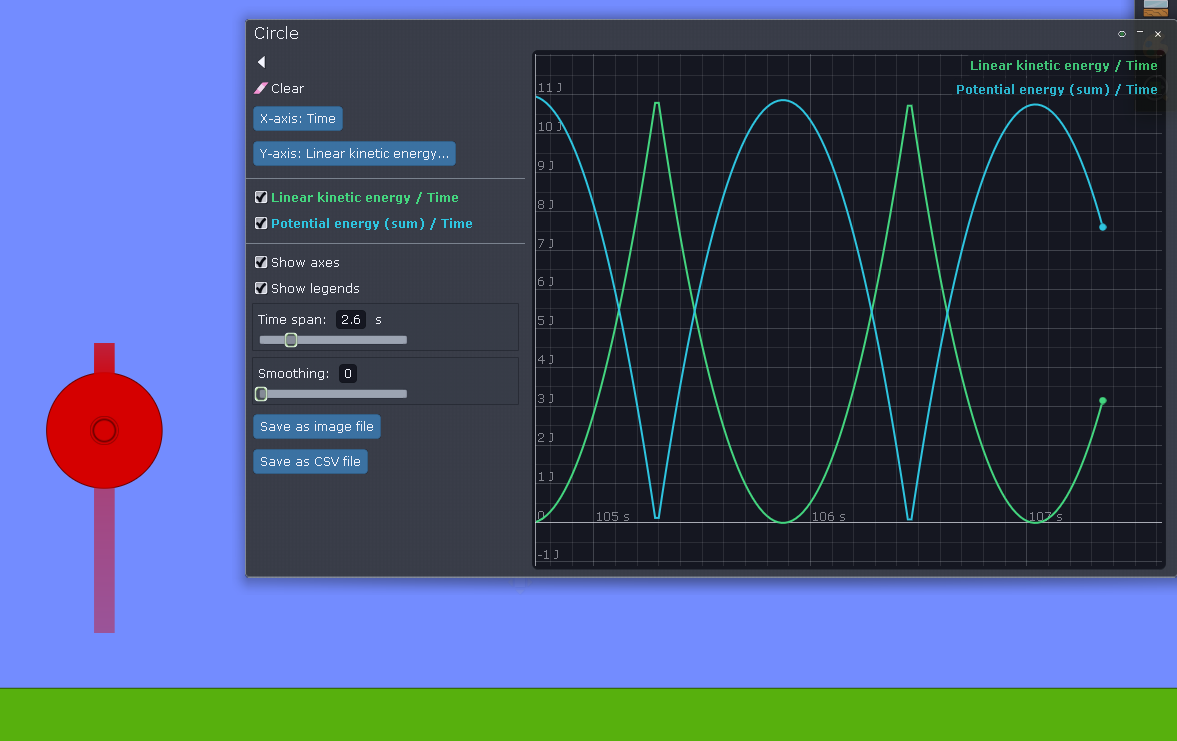 Circle
Clear
X-axis: Time
Y-axis: Linear kinetic energy...
Linear kinetic energy / Time
Potential energy (sum) / Time
Show axes
Show legends
Time span: 2.6 s
Smoothing: 0
Save as image file
Save as CSV file
Linear kinetic energy / Time
Potential energy (sum) / Time
11 J
10 J
9 J
8 J
7 J
6 J
5 J
4 J
3 J
2 J
1 J
0
-1 J
105 s
106 s
107 s